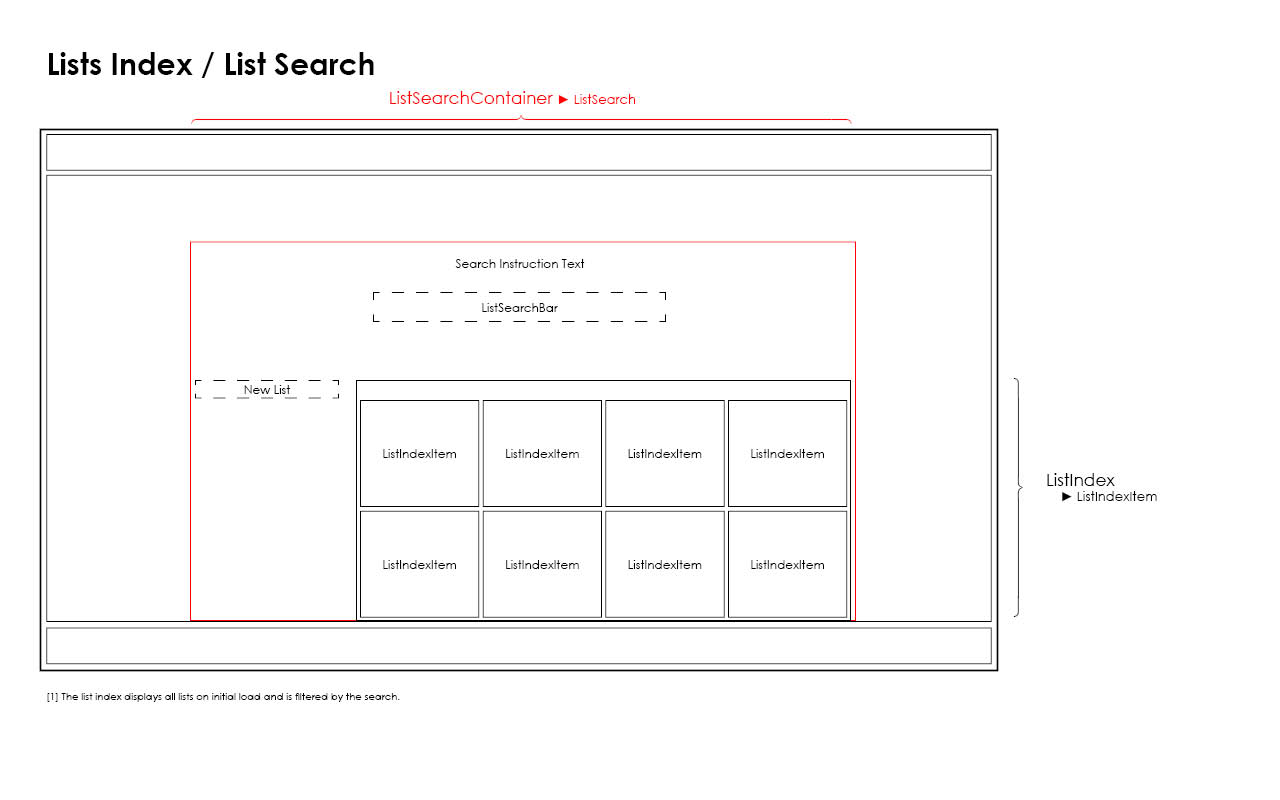 Lists Index / List Search
ListSearchContainer ► ListSearch
Search Instruction Text
ListSearchBar
New List
ListIndexItem ListIndexItem ListIndexItem ListIndexItem
ListIndex
► ListIndexItem
ListIndexItem ListIndexItem ListIndexItem ListIndexItem
[1] The list index displays all lists on initial load and is filtered by the search.